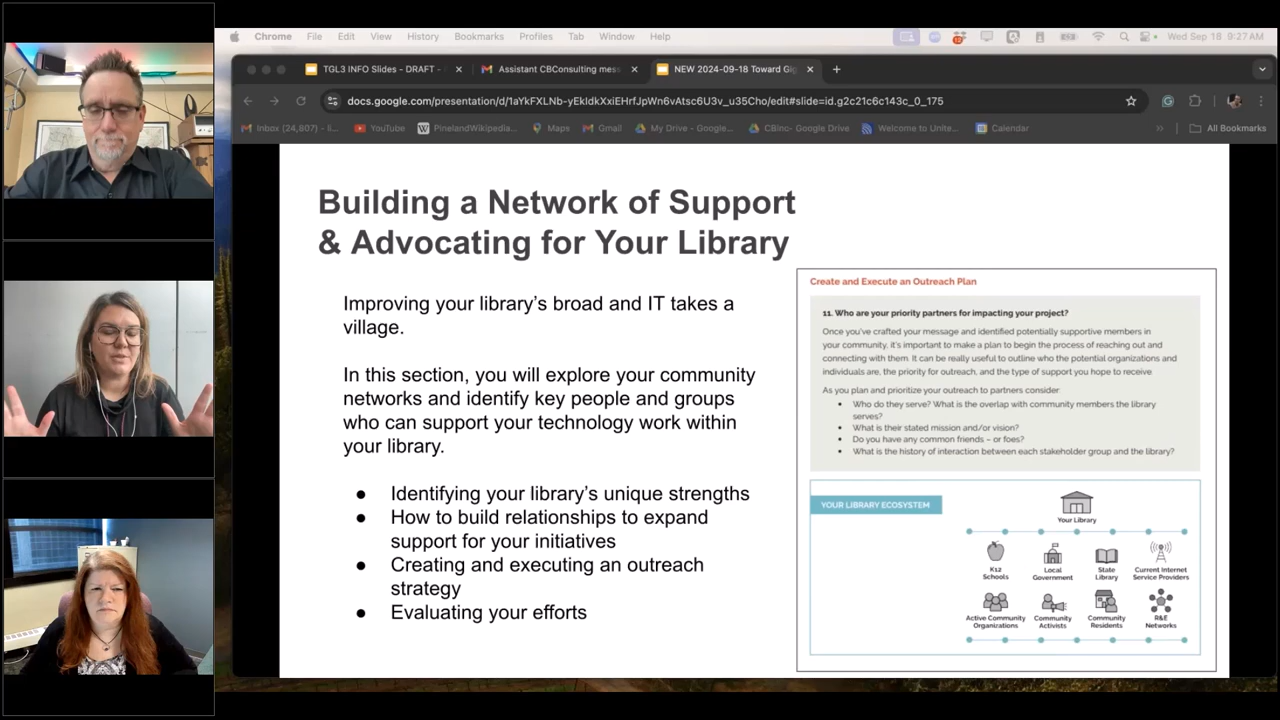 Chrome File Edit View History Bookmarks Profiles Tab Window Help Wed Sep 18 9:27 AM
TGL3 INFO Slides - DRAFT - Assistant CBConsulting mes NEW 2024-09-18 Toward Gig
docs.google.com/presentation/d/1aYkFXLNb-yEkIdkXxiEHrfJpWn6vAtsc6U3v_u35Cho/edit#slide=id.g2c21c6c143c_0_175
Inbox (24,807) - li... YouTube PinelandWikipedia... Maps Gmail My Drive - Google... CBInc- Google Drive Welcome to Unite... Calendar » All Bookmarks
Building a Network of Support
& Advocating for Your Library
Improving your library's broad and IT takes a
village.
In this section, you will explore your community
networks and identify key people and groups
who can support your technology work within
your library.
● Identifying your library's unique strengths
● How to build relationships to expand
support for your initiatives
● Creating and executing an outreach
strategy
● Evaluating your efforts
Create and Execute an Outreach Plan
11. Who are your priority partners for impacting your project?
Once you've crafted your message and identified potentially supportive members in
your community, it's important to make a plan to begin the process of reaching out and
connecting with them. It can be really useful to outline who the potential organizations and
individuals are, the priority for outreach, and the type of support you hope to receive
As you plan and prioritize your outreach to partners consider:
• Who do they serve? What is the overlap with community members the library
serves?
• What is their stated mission and/or vision?
• Do you have any common friends – or foes?
• What is the history of interaction between each stakeholder group and the library?
YOUR LIBRARY ECOSYSTEM
Your Library
K12
Schools
Local
Government
State
Library
Current Internet
Service Providers
Active Community
Organizations
Community
Activists
Community
Residents
R&E
Networks